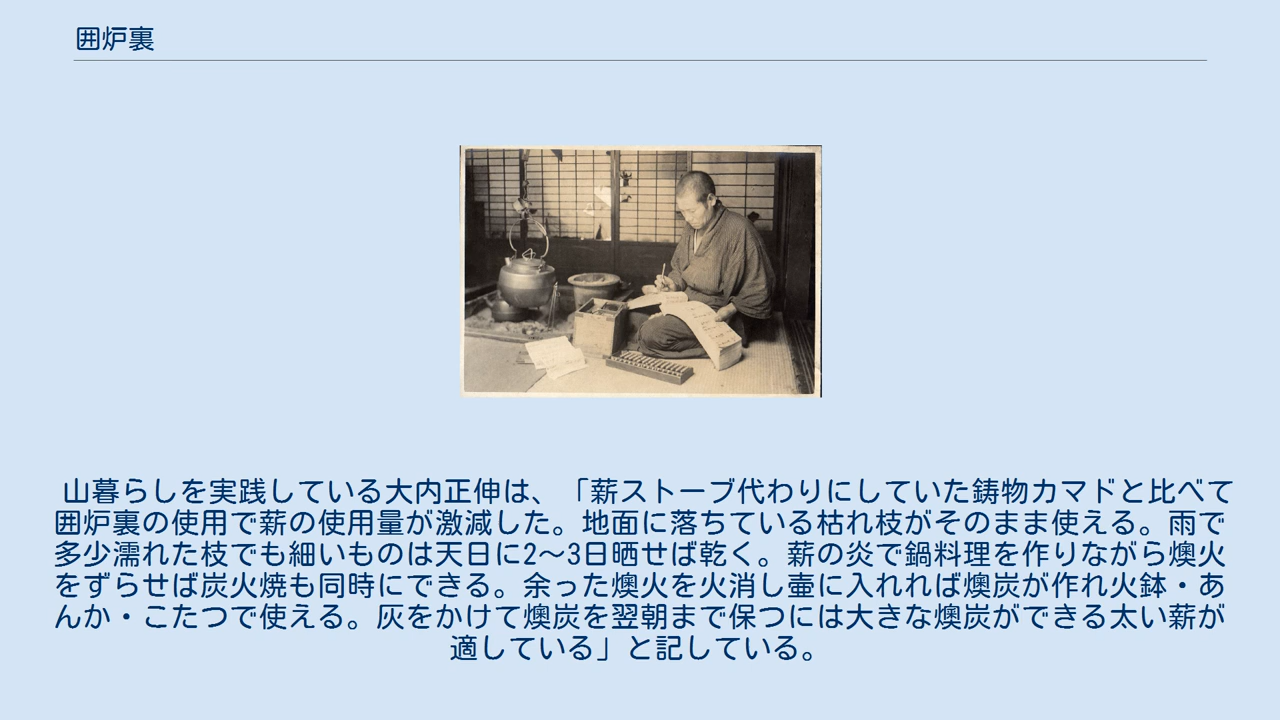 囲炉裏
山暮らしを実践している大内正伸は、「薪ストーブ代わりにしていた鋳物カマドと比べて
囲炉裏の使用で薪の使用量が激減した。地面に落ちている枯れ枝がそのまま使える。雨で
多少濡れた枝でも細いものは天日に2〜3日晒せば乾く。薪の炎で鍋料理を作りながら燠火
をずらせば炭火焼も同時にできる。余った燠火を火消し壷に入れれば燠炭が作れ火鉢・あ
んか・こたつで使える。灰をかけて燠炭を翌朝まで保つには大きな燠炭ができる太い薪が
適している」と記している。